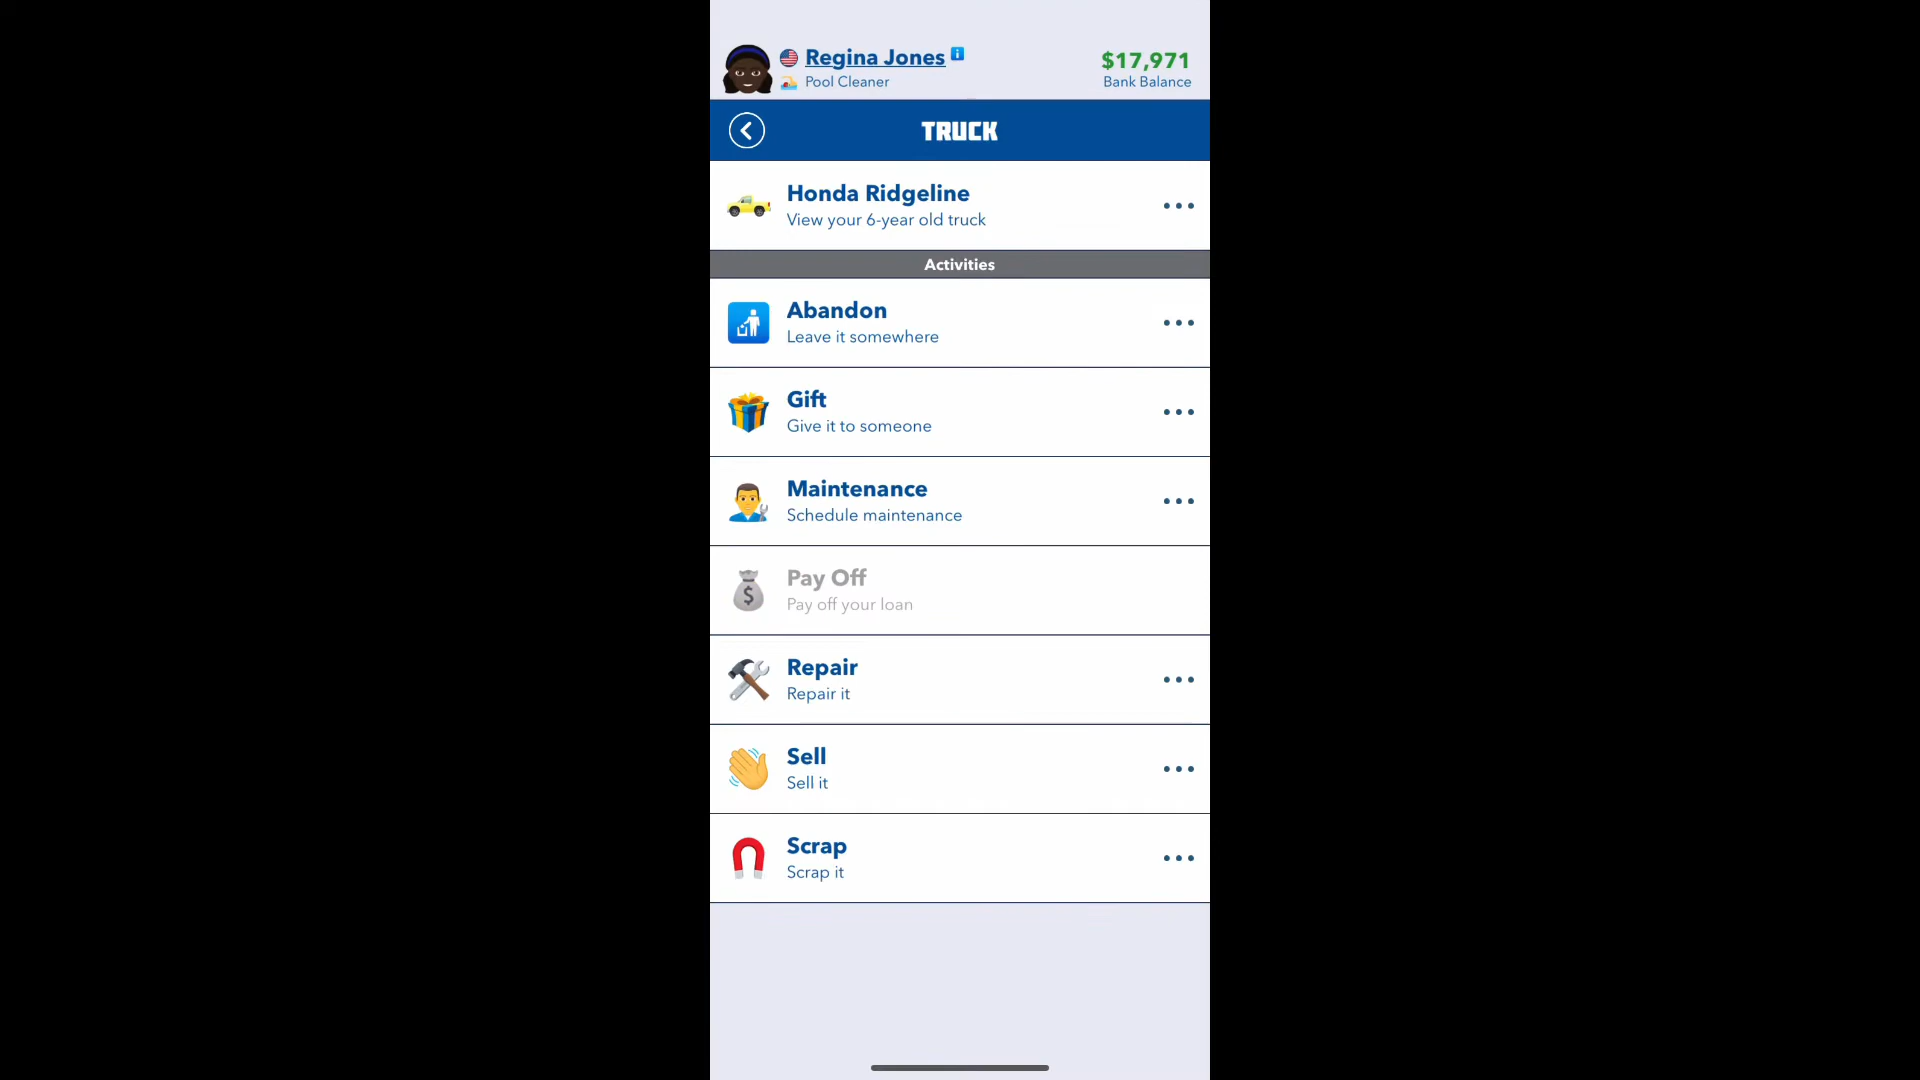 Regina Jones
Pool Cleaner
$17,971
Bank Balance
TRUCK
Honda Ridgeline
View your 6-year old truck
Activities
Abandon
Leave it somewhere
Gift
Give it to someone
Maintenance
Schedule maintenance
Pay Off
Pay off your loan
Repair
Repair it
Sell
Sell it
Scrap
Scrap it